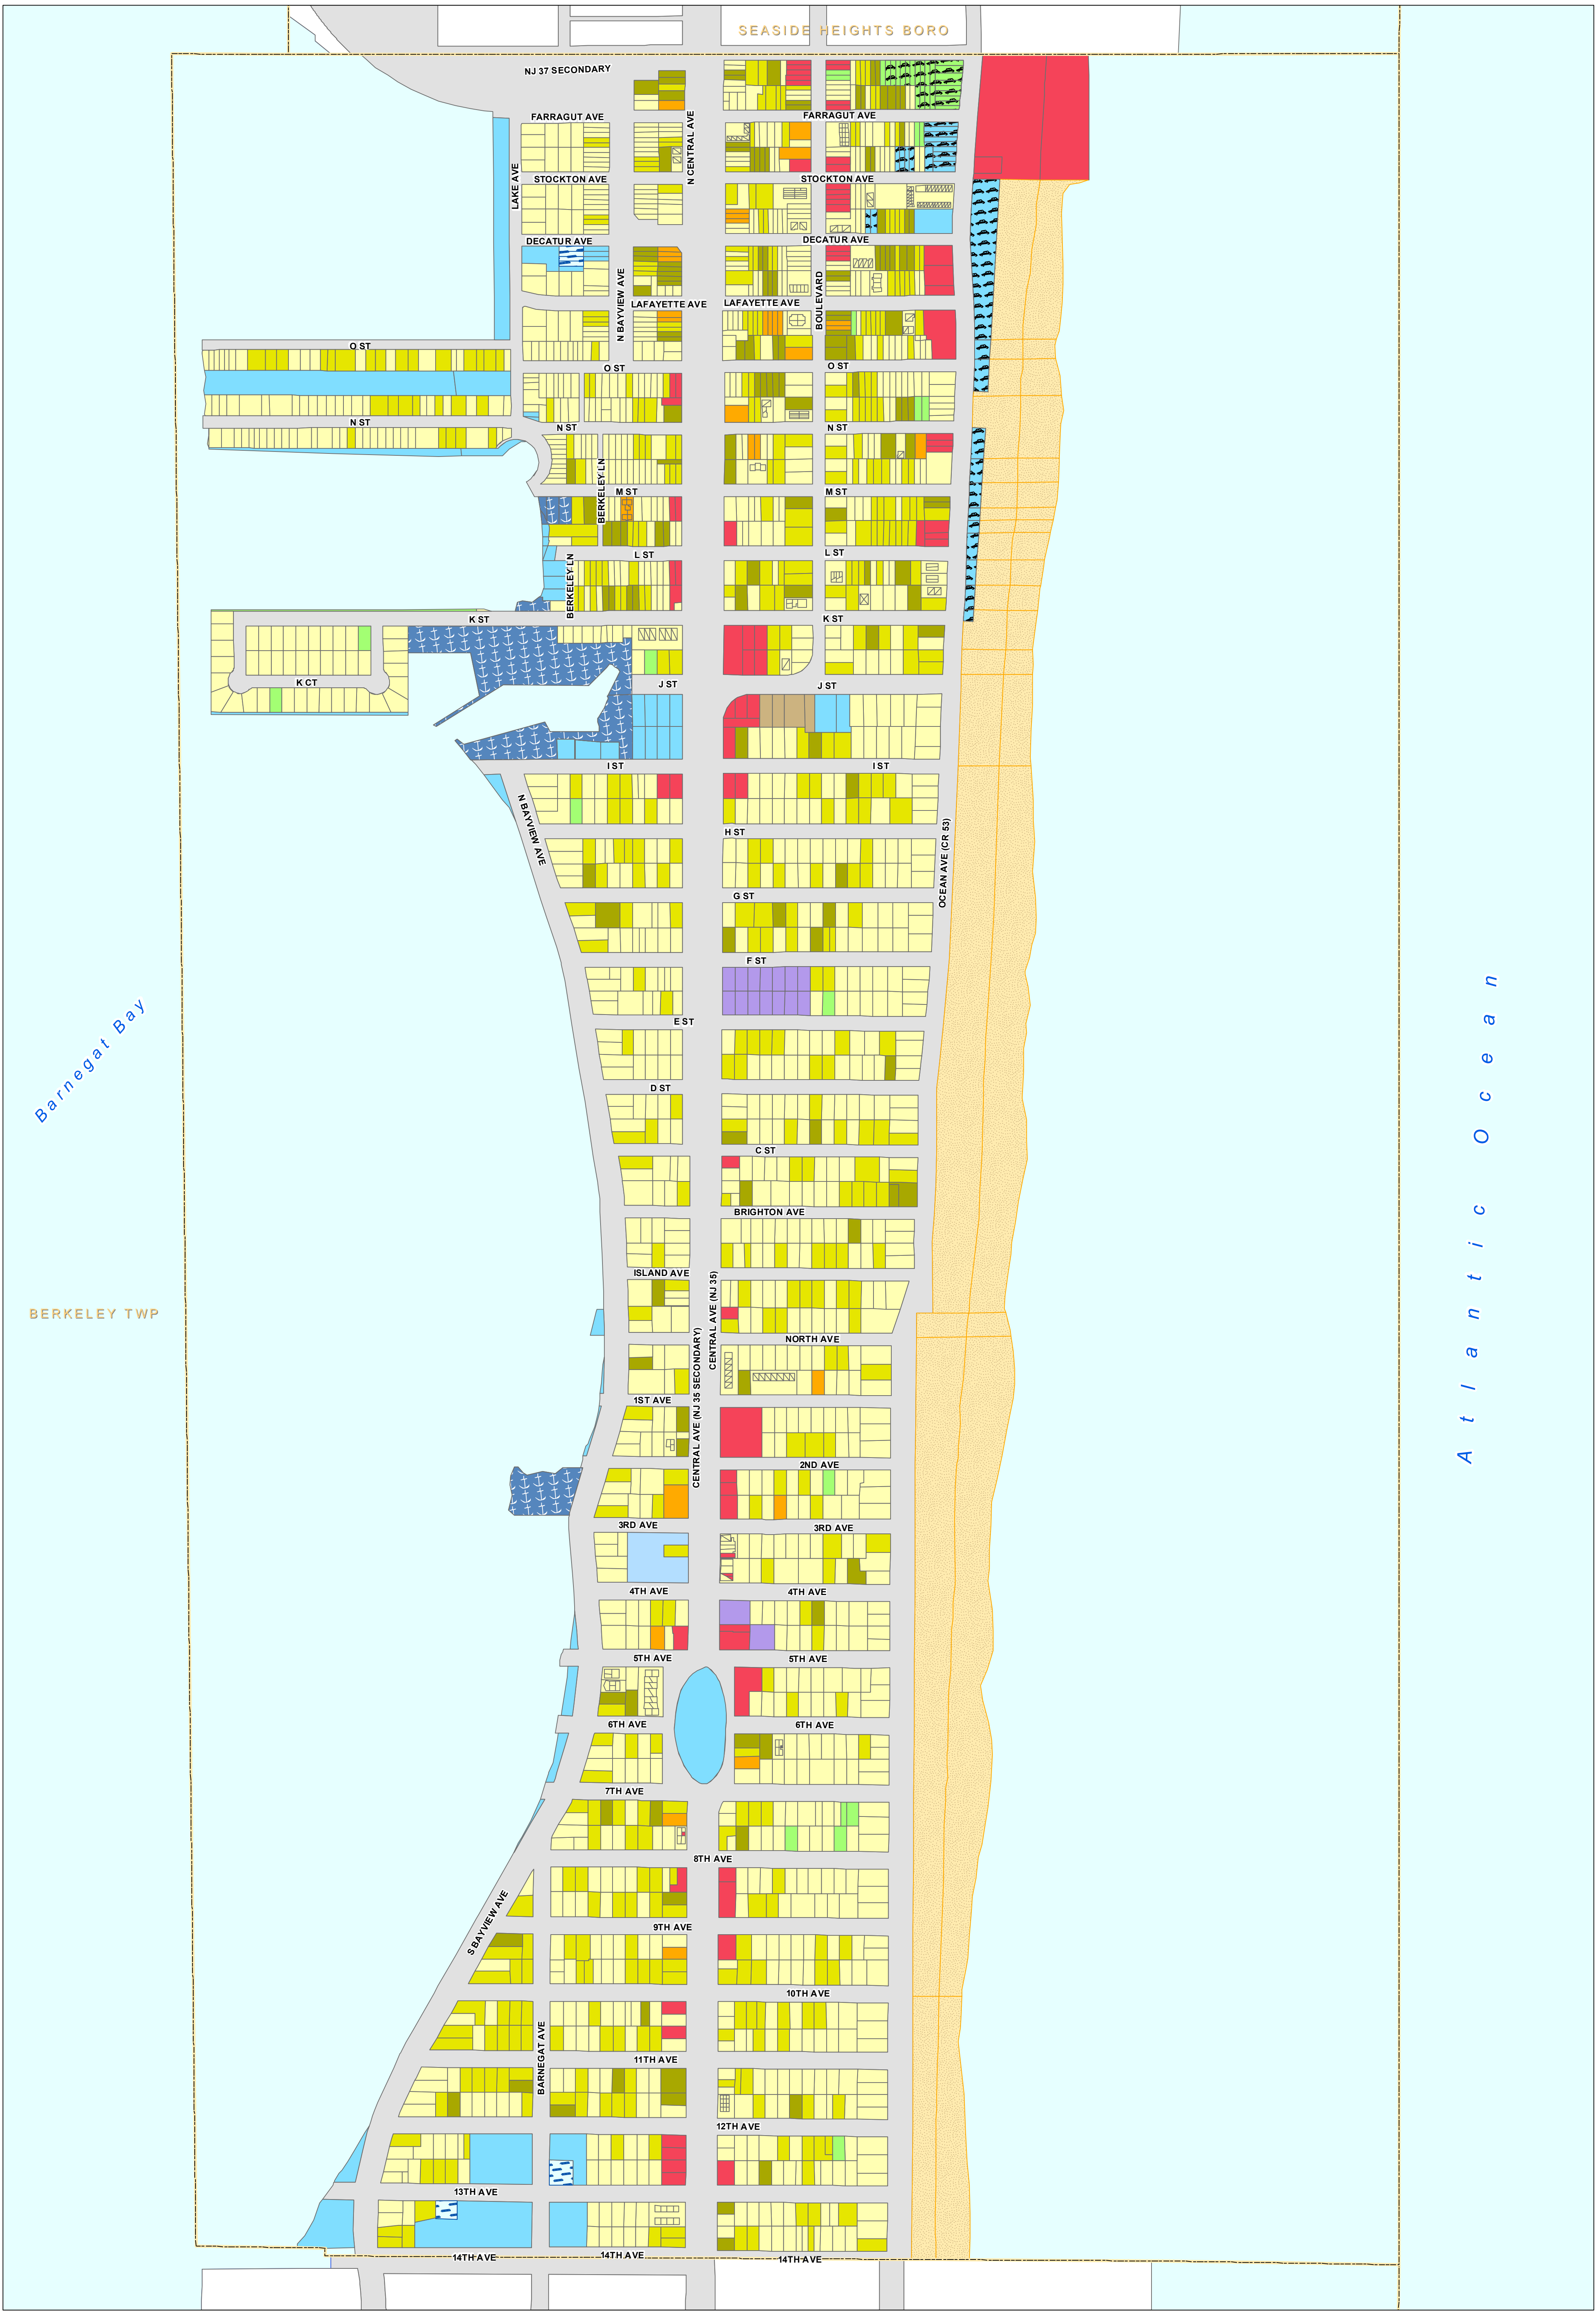 SEASIDE HEIGHTS BORO
NJ 37 SECONDARY
FARRAGUT AVE
FARRAGUT AVE
N CENTRAL AVE
LAKE AVE
STOCKTON AVE
STOCKTON AVE
DECATUR AVE
DECATUR AVE
N BAYVIEW AVE
BOULEVARD
LAFAYETTE AVE
LAFAYETTE AVE
O ST
O ST
O ST
N ST
N ST
N ST
BERKELEY LN
M ST
M ST
L ST
L ST
BERKELEY LN
K ST
K ST
K CT
J ST
J ST
I ST
I ST
N BAYVIEW AVE
H ST
OCEAN AVE (CR 53)
G ST
F ST
E ST
D ST
C ST
Barnegat Bay
Atlantic Ocean
BRIGHTON AVE
ISLAND AVE
BERKELEY TWP
CENTRAL AVE (NJ 35)
NORTH AVE
CENTRAL AVE (NJ 35 SECONDARY)
1ST AVE
2ND AVE
3RD AVE
3RD AVE
4TH AVE
4TH AVE
5TH AVE
5TH AVE
6TH AVE
6TH AVE
7TH AVE
8TH AVE
S BAYVIEW AVE
9TH AVE
10TH AVE
BARNEGAT AVE
11TH AVE
12TH AVE
13TH AVE
14TH AVE
14TH AVE
14TH AVE